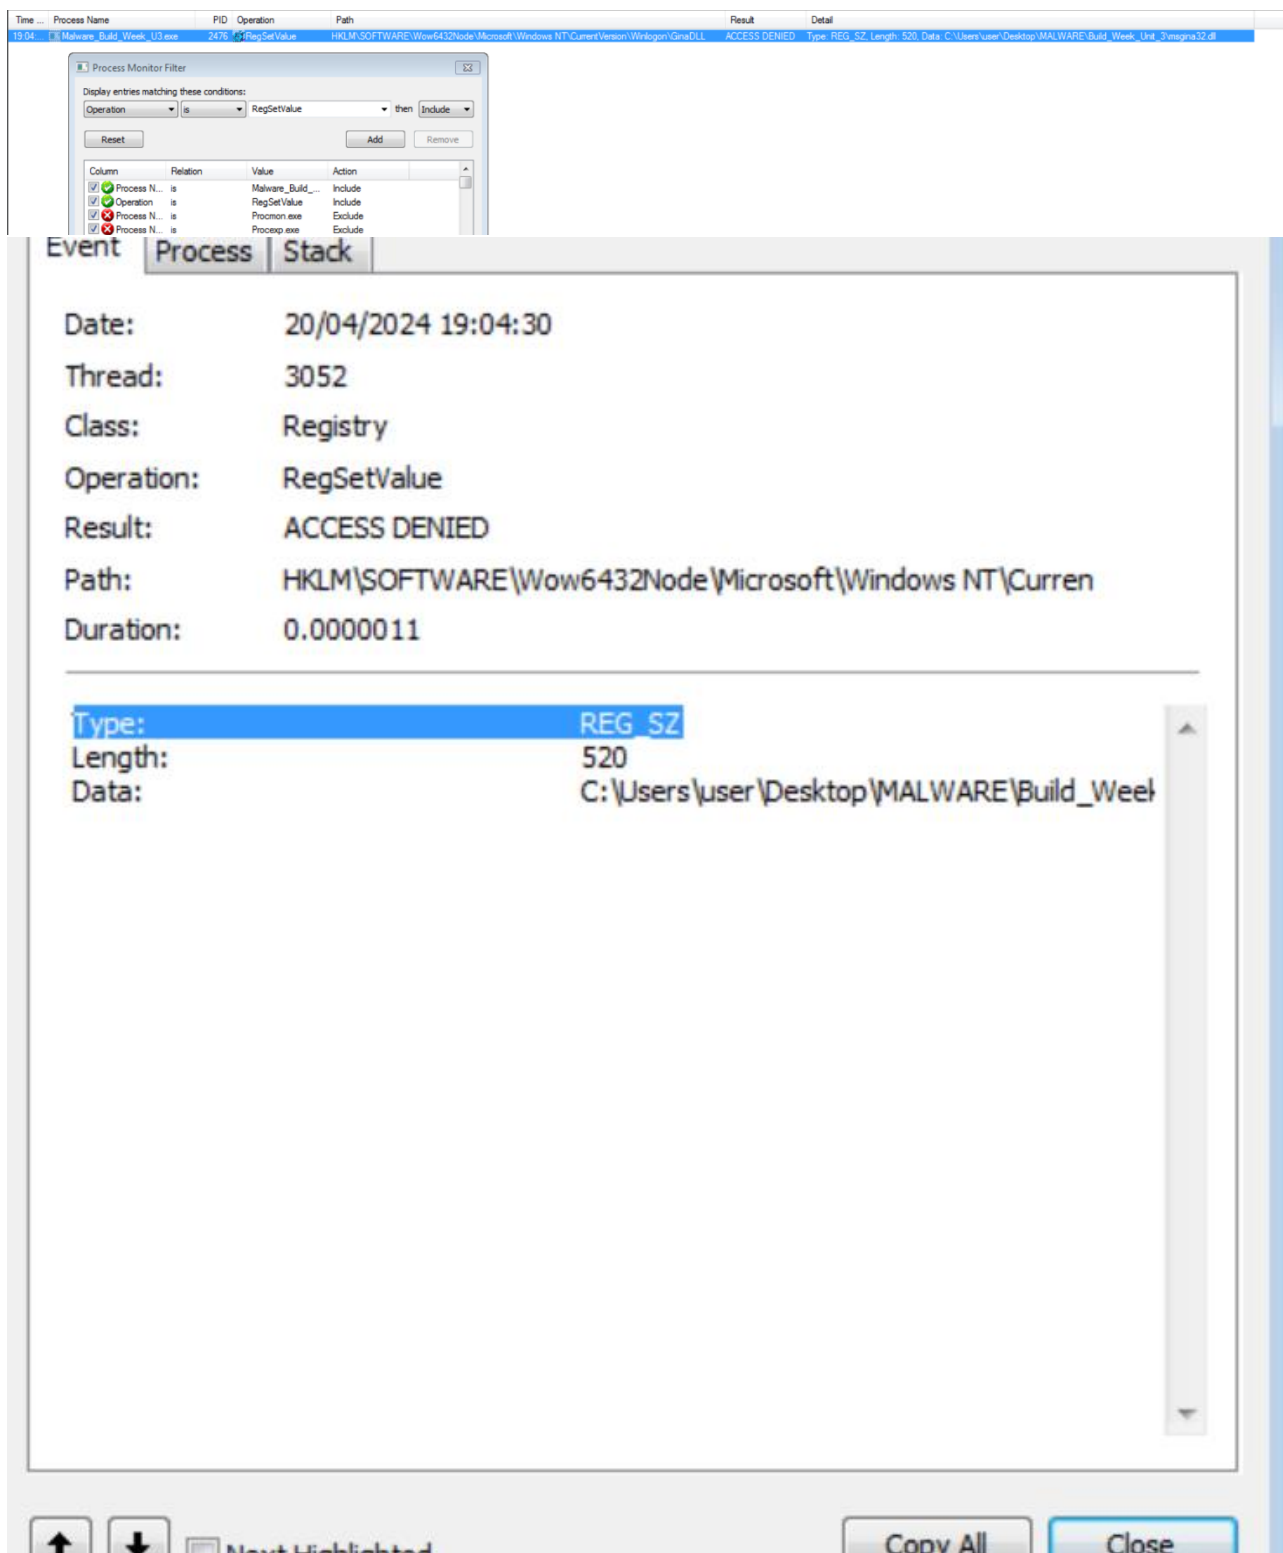 Time ... Process Name PID Operation Path Result Detail
19:04:... Malware_Build_Week_U3.exe 2476 RegSetValue HKLM\SOFTWARE\Wow6432Node\Microsoft\Windows NT\CurrentVersion\Winlogon\GinaDLL ACCESS DENIED Type: REG_SZ, Length: 520, Data: C:\Users\user\Desktop\MALWARE\Build_Week_Unit_3\msgina32.dll
Process Monitor Filter
Display entries matching these conditions:
Operation is RegSetValue then Include
Reset Add Remove
Column Relation Value Action
Process N... is Malware_Build_... Include
Operation is RegSetValue Include
Process N... is Procmon.exe Exclude
Process N... is Procexp.exe Exclude
Event Process Stack
Date: 20/04/2024 19:04:30
Thread: 3052
Class: Registry
Operation: RegSetValue
Result: ACCESS DENIED
Path: HKLM\SOFTWARE\Wow6432Node\Microsoft\Windows NT\Curren
Duration: 0.0000011
Type: REG_SZ
Length: 520
Data: C:\Users\user\Desktop\MALWARE\Build_Week
Next Highlighted Copy All Close